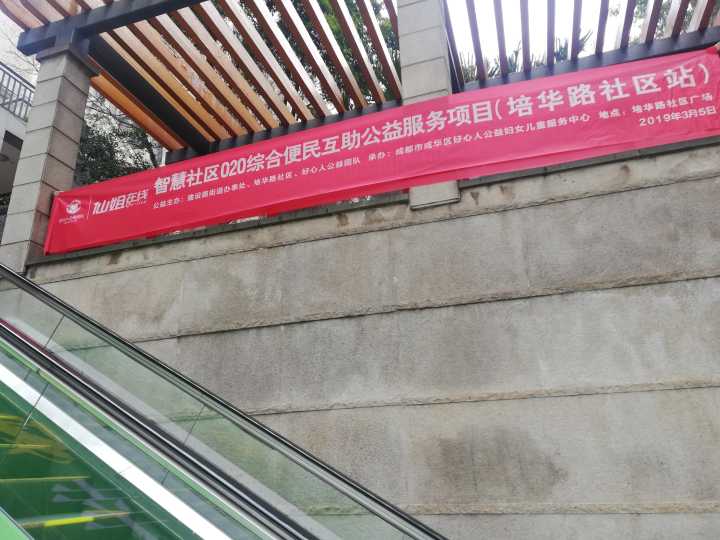 仙姐在线
智慧社区020综合便民互助公益服务项目(培华路社区站)
公益主办:建设路街道办事处、培华路社区、好心人公益团队 承办:成都市成华区好心人公益妇女儿童服务中心 地点:培华路社区广场
2019年3月5日